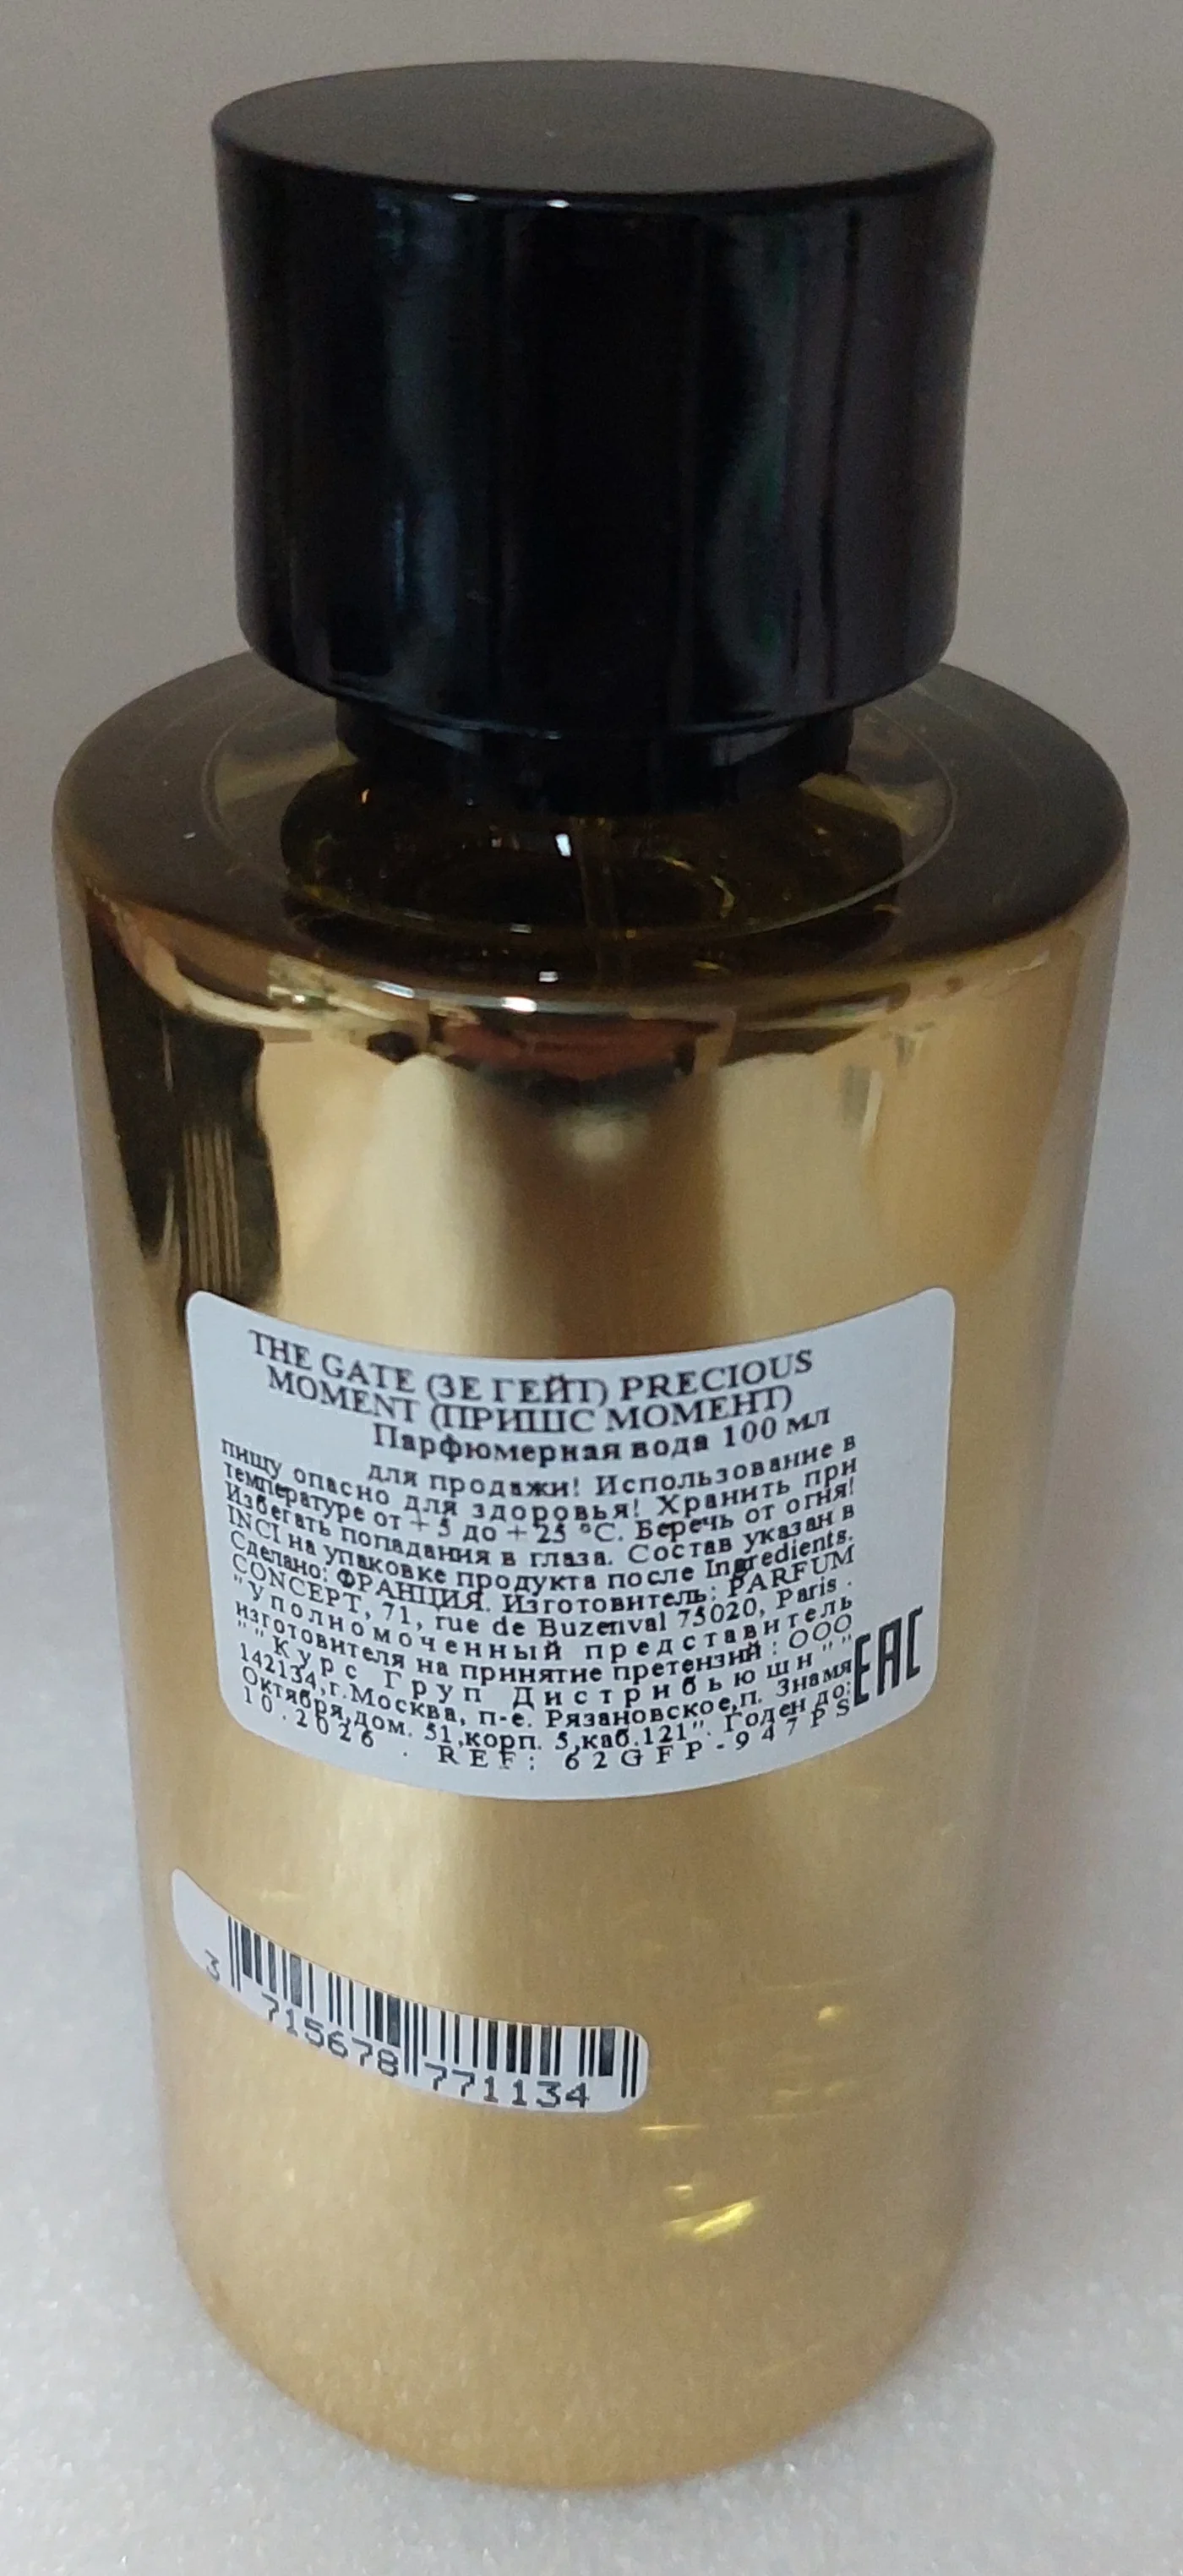 THE GATE (ЗЕ ГЕЙТ) PRECIOUS
MOMENT (ПРИШС МОМЕНТ)
Парфюмерная вода 100 мл
для продажи! Использование в
пищу опасно для здоровья! Хранить при
температуре от + 5 до + 25 °C. Беречь от огня!
Избегать попадания в глаза. Состав указан в
INCI на упаковке продукта после Ingredients.
Сделано: ФРАНЦИЯ. Изготовитель: PARFUM
CONCEPT, 71, rue de Buzenval 75020, Paris .
"уполномоченный представитель
изготовителя на принятие претензий : ООО
""Курс Груп Дистрибьюшн""
142134,г.Москва, п-е. Рязановское,п. Знамя
Октября,дом. 51,корп. 5,каб.121". Годен до:
10.2026 . REF: 62GFP-947PS
EAC
3 715678 771134